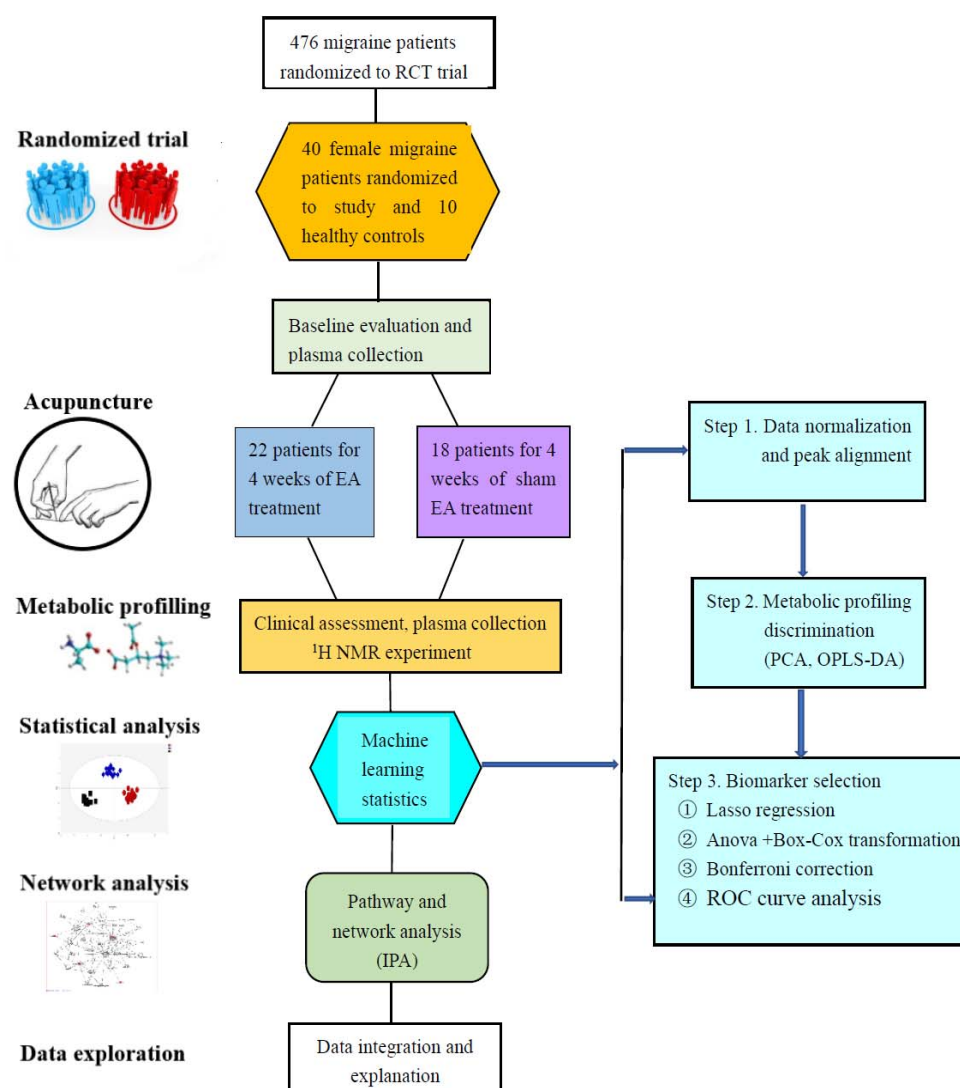 476 migraine patients
randomized to RCT trial
Randomized trial
40 female migraine
patients randomized
to study and 10
healthy controls
Baseline evaluation and
plasma collection
Acupuncture
22 patients for
4 weeks of EA
treatment
18 patients for 4
weeks of sham
EA treatment
Step 1. Data normalization
and peak alignment
Metabolic profilling
Clinical assessment, plasma collection
¹H NMR experiment
Step 2. Metabolic profiling
discrimination
(PCA, OPLS-DA)
Statistical analysis
Machine
learning
statistics
Step 3. Biomarker selection
① Lasso regression
② Anova +Box-Cox transformation
③ Bonferroni correction
④ ROC curve analysis
Network analysis
Pathway and
network analysis
(IPA)
Data exploration
Data integration and
explanation